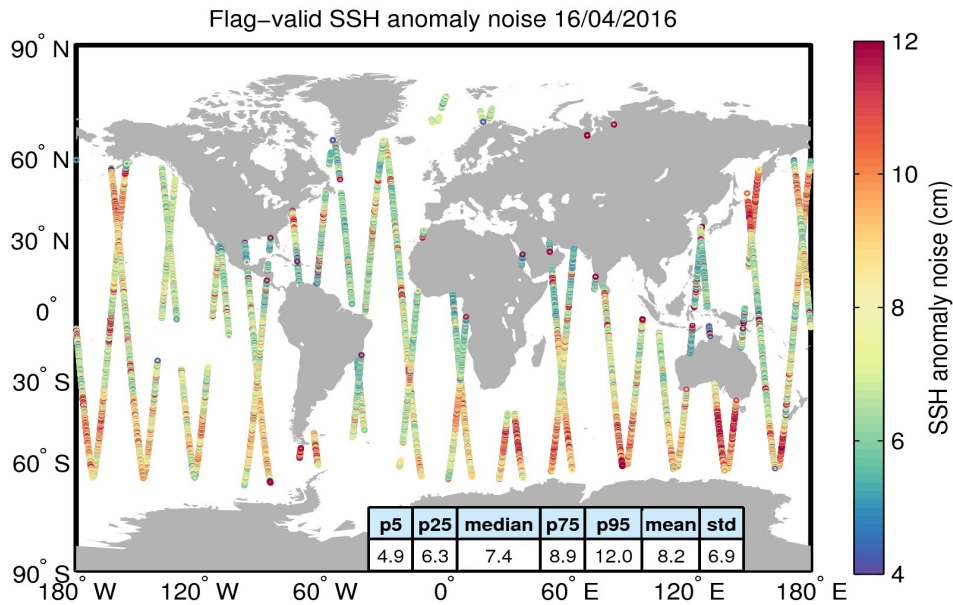 Flag−valid SSH anomaly noise 16/04/2016
90° N
60° N
30° N
0°
30° S
60° S
90° S
180° W
120° W
60° W
0°
60° E
120° E
180° E
p5 p25 median p75 p95 mean std
4.9 6.3 7.4 8.9 12.0 8.2 6.9
12
10
8
6
4
SSH anomaly noise (cm)